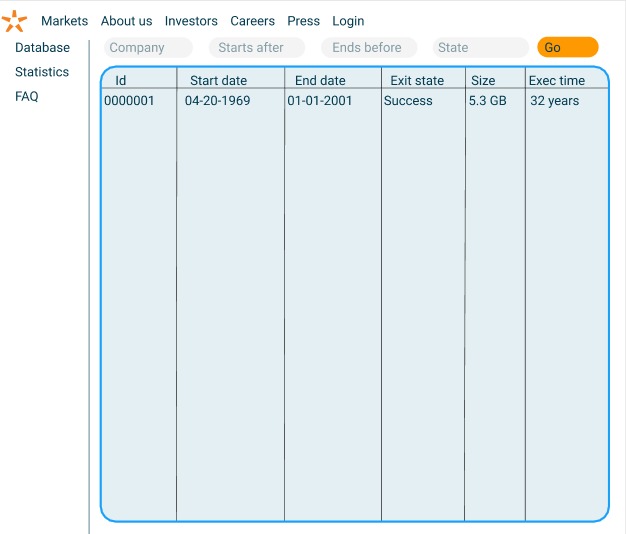 Markets About us Investors Careers Press Login
Database Company Starts after Ends before State Go
Statistics
FAQ
Id Start date End date Exit state Size Exec time
0000001 04-20-1969 01-01-2001 Success 5.3 GB 32 years